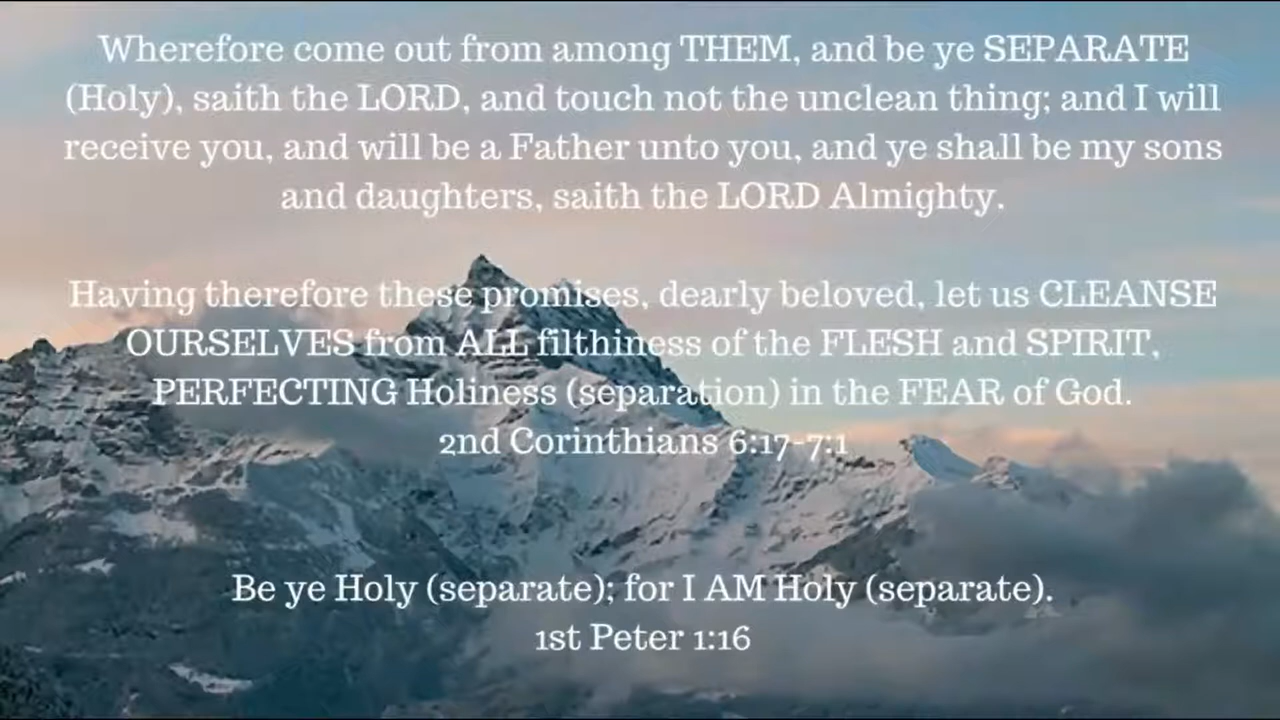 Wherefore come out from among THEM, and be ye SEPARATE
(Holy), saith the LORD, and touch not the unclean thing; and I will
receive you, and will be a Father unto you, and ye shall be my sons
and daughters, saith the LORD Almighty.
Having therefore these promises, dearly beloved, let us CLEANSE
OURSELVES from ALL filthiness of the FLESH and SPIRIT,
PERFECTING Holiness (separation) in the FEAR of God.
2nd Corinthians 6:17-7:1
Be ye Holy (separate); for I AM Holy (separate).
1st Peter 1:16